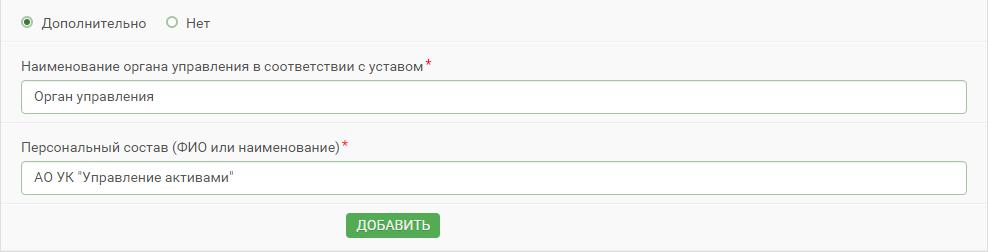 Дополнительно Нет
Наименование органа управления в соответствии с уставом*
Орган управления
Персональный состав (ФИО или наименование)*
АО УК "Управление активами"
ДОБАВИТЬ